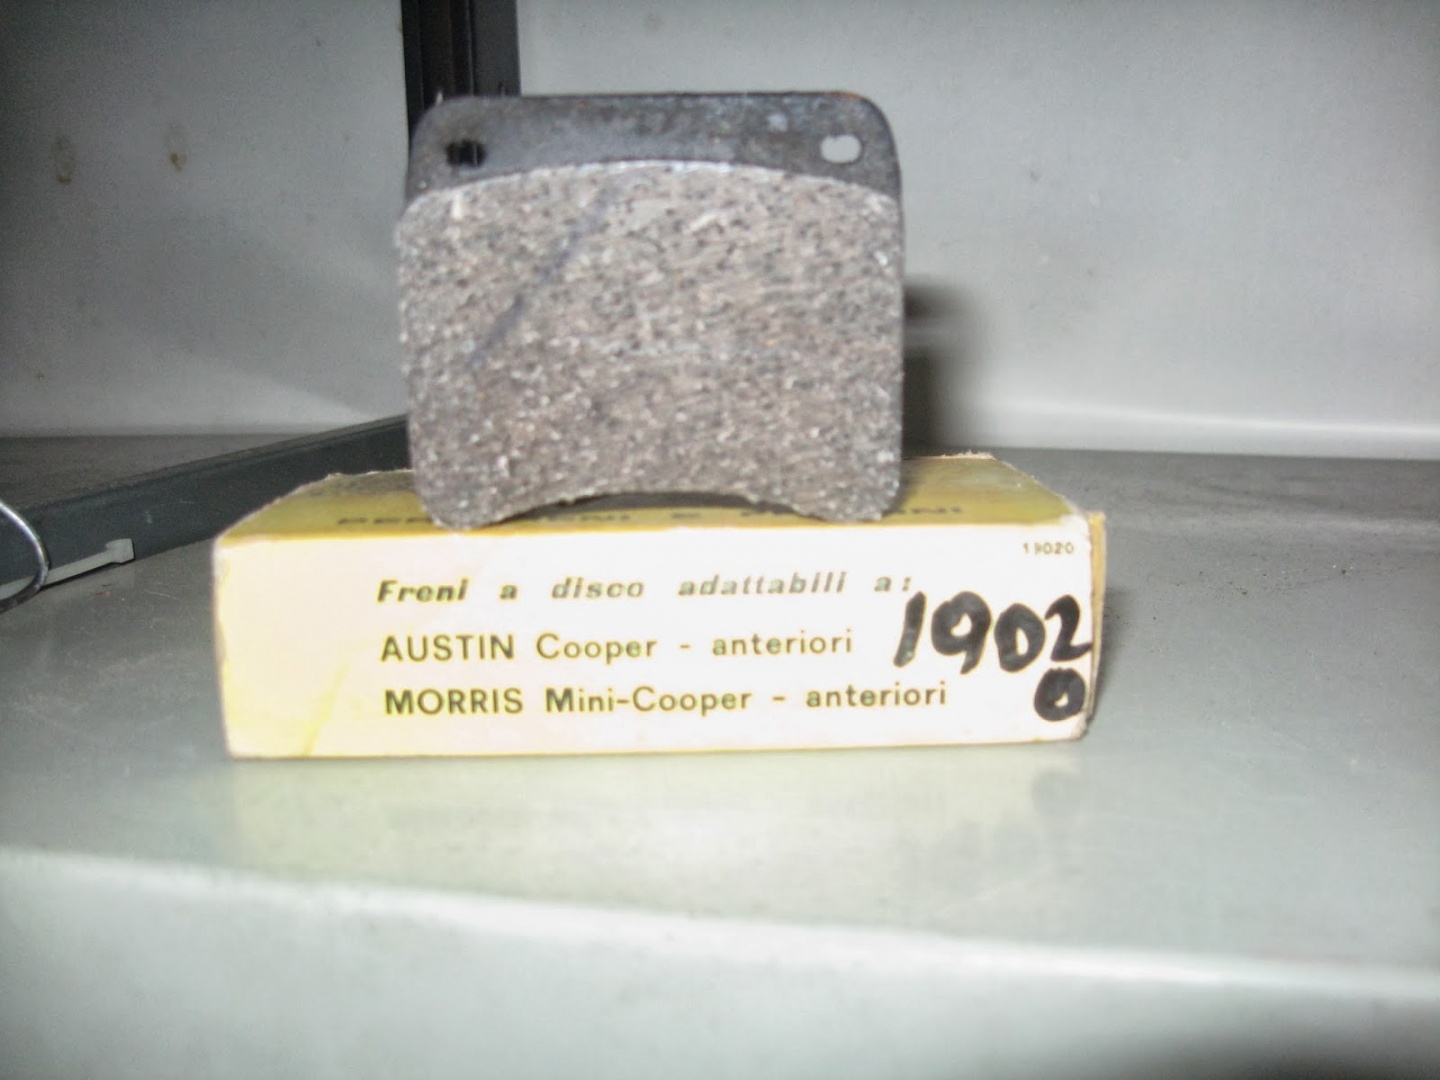 19020
Freni a disco adattabili a:
AUSTIN Cooper - anteriori
MORRIS Mini-Cooper - anteriori
1902
0